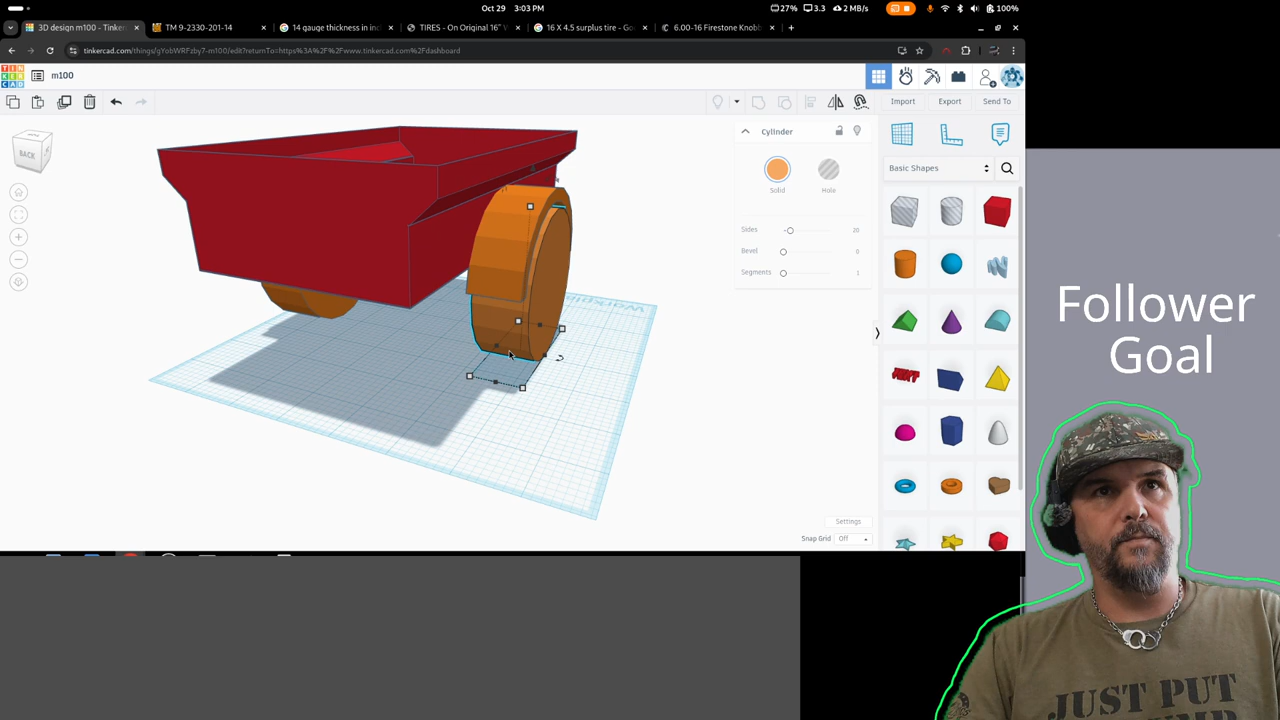 Oct 29 3:03 PM
27% 3.3 2 MB/s 100%
3D design m100 - Tinker
TM 9-2330-201-14
14 gauge thickness in in
TIRES - On Original 16" V
16 X 4.5 surplus tire - Go
6.00-16 Firestone Knobb
tinkercad.com/things/gYobWRFzby7-m100/edit?returnTo=https%3A%2F%2Fwww.tinkercad.com%2Fdashboard
TIN
KER
CAD
m100
Import
Export
Send To
BACK
Cylinder
Solid
Hole
Sides 20
Bevel 0
Segments 1
Basic Shapes
Workplane
Settings
Snap Grid Off
Follower
Goal
JUST PUT